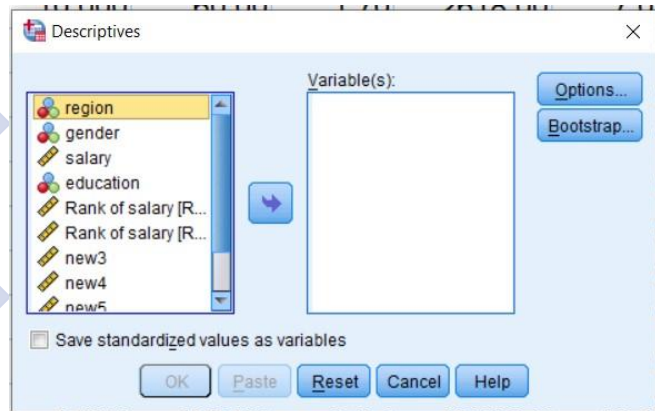 Descriptives
Variable(s):
region
gender
salary
education
Rank of salary [R...
Rank of salary [R...
new3
new4
new5
Options...
Bootstrap...
Save standardized values as variables
OK Paste Reset Cancel Help